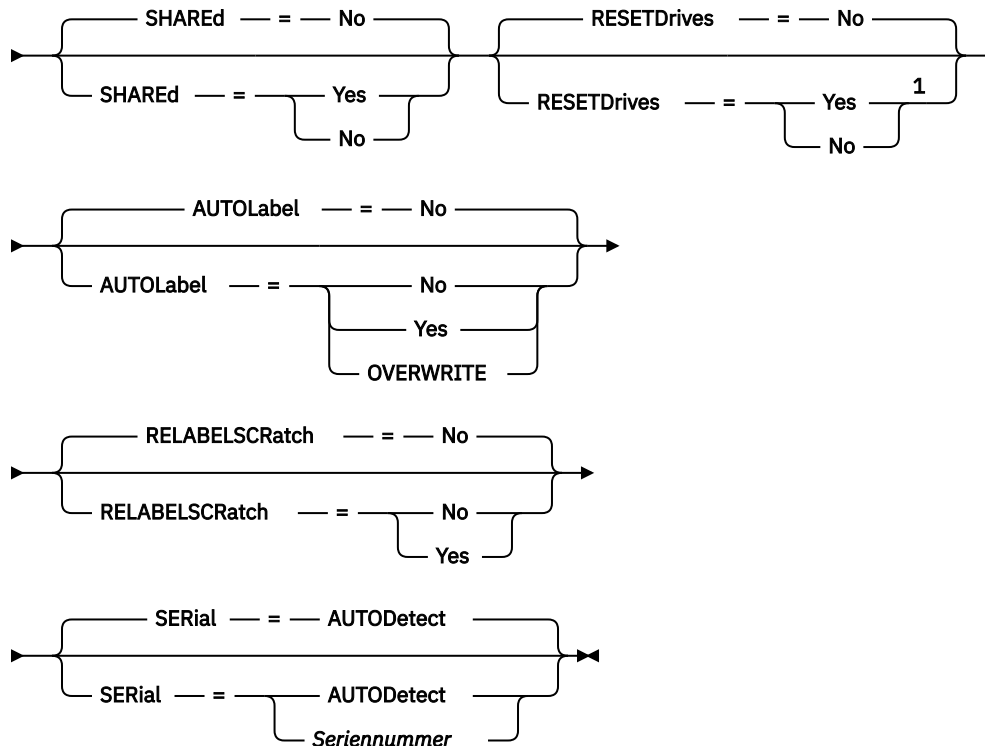 SHAREd = No RESETDrives = No
SHAREd = Yes RESETDrives = Yes 1
No No
AUTOLabel = No
AUTOLabel = No
Yes
OVERWRITE
RELABELSCRatch = No
RELABELSCRatch = No
Yes
SERial = AUTODetect
SERial = AUTODetect
Seriennummer